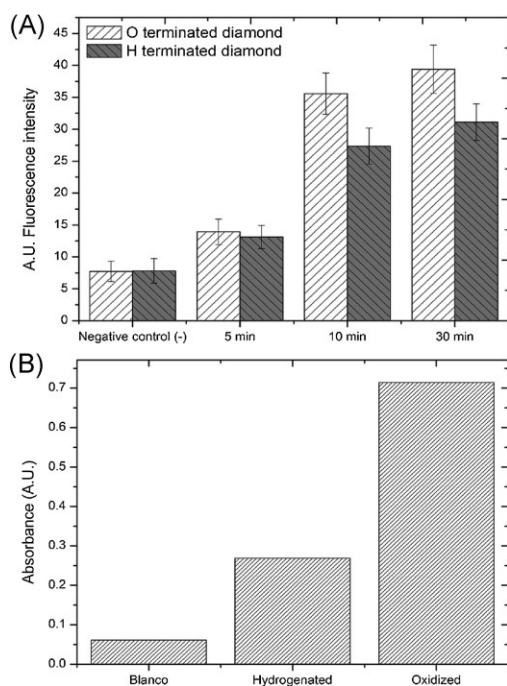 (A)
O terminated diamond
H terminated diamond
A.U. Fluorescence intensity
45
40
35
30
25
20
15
10
5
0
Negative control (-) 5 min 10 min 30 min
(B)
Absorbance (A.U.)
0.7
0.6
0.5
0.4
0.3
0.2
0.1
0.0
Blanco Hydrogenated Oxidized